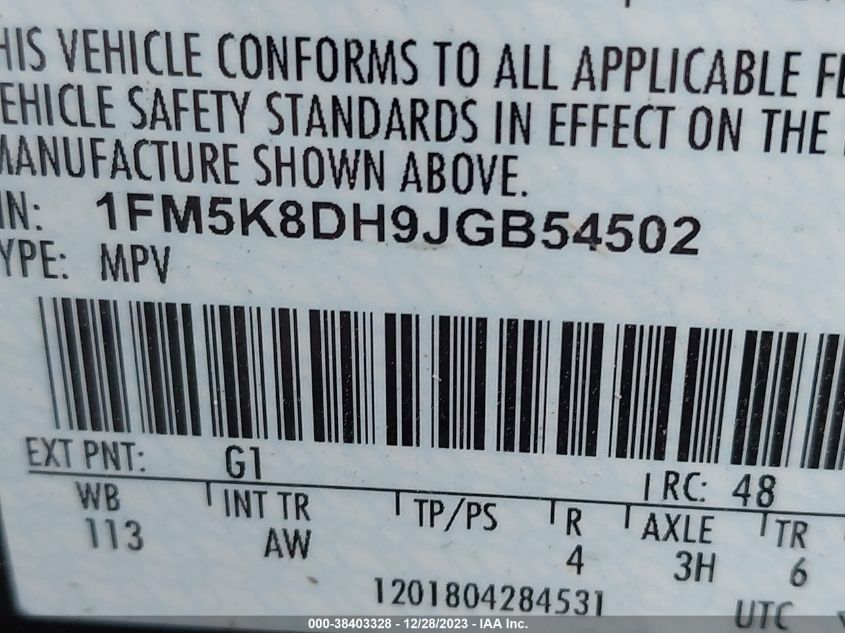 HIS VEHICLE CONFORMS TO ALL APPLICABLE FE
EHICLE SAFETY STANDARDS IN EFFECT ON THE
MANUFACTURE SHOWN ABOVE.
IN: 1FM5K8DH9JGB54502
YPE: MPV
EXT PNT: G1 RC: 48
WB INT TR TP/PS R AXLE TR
113 AW 4 3H 6
1201804284531 UTC
000-38403328 - 12/28/2023 - IAA Inc.